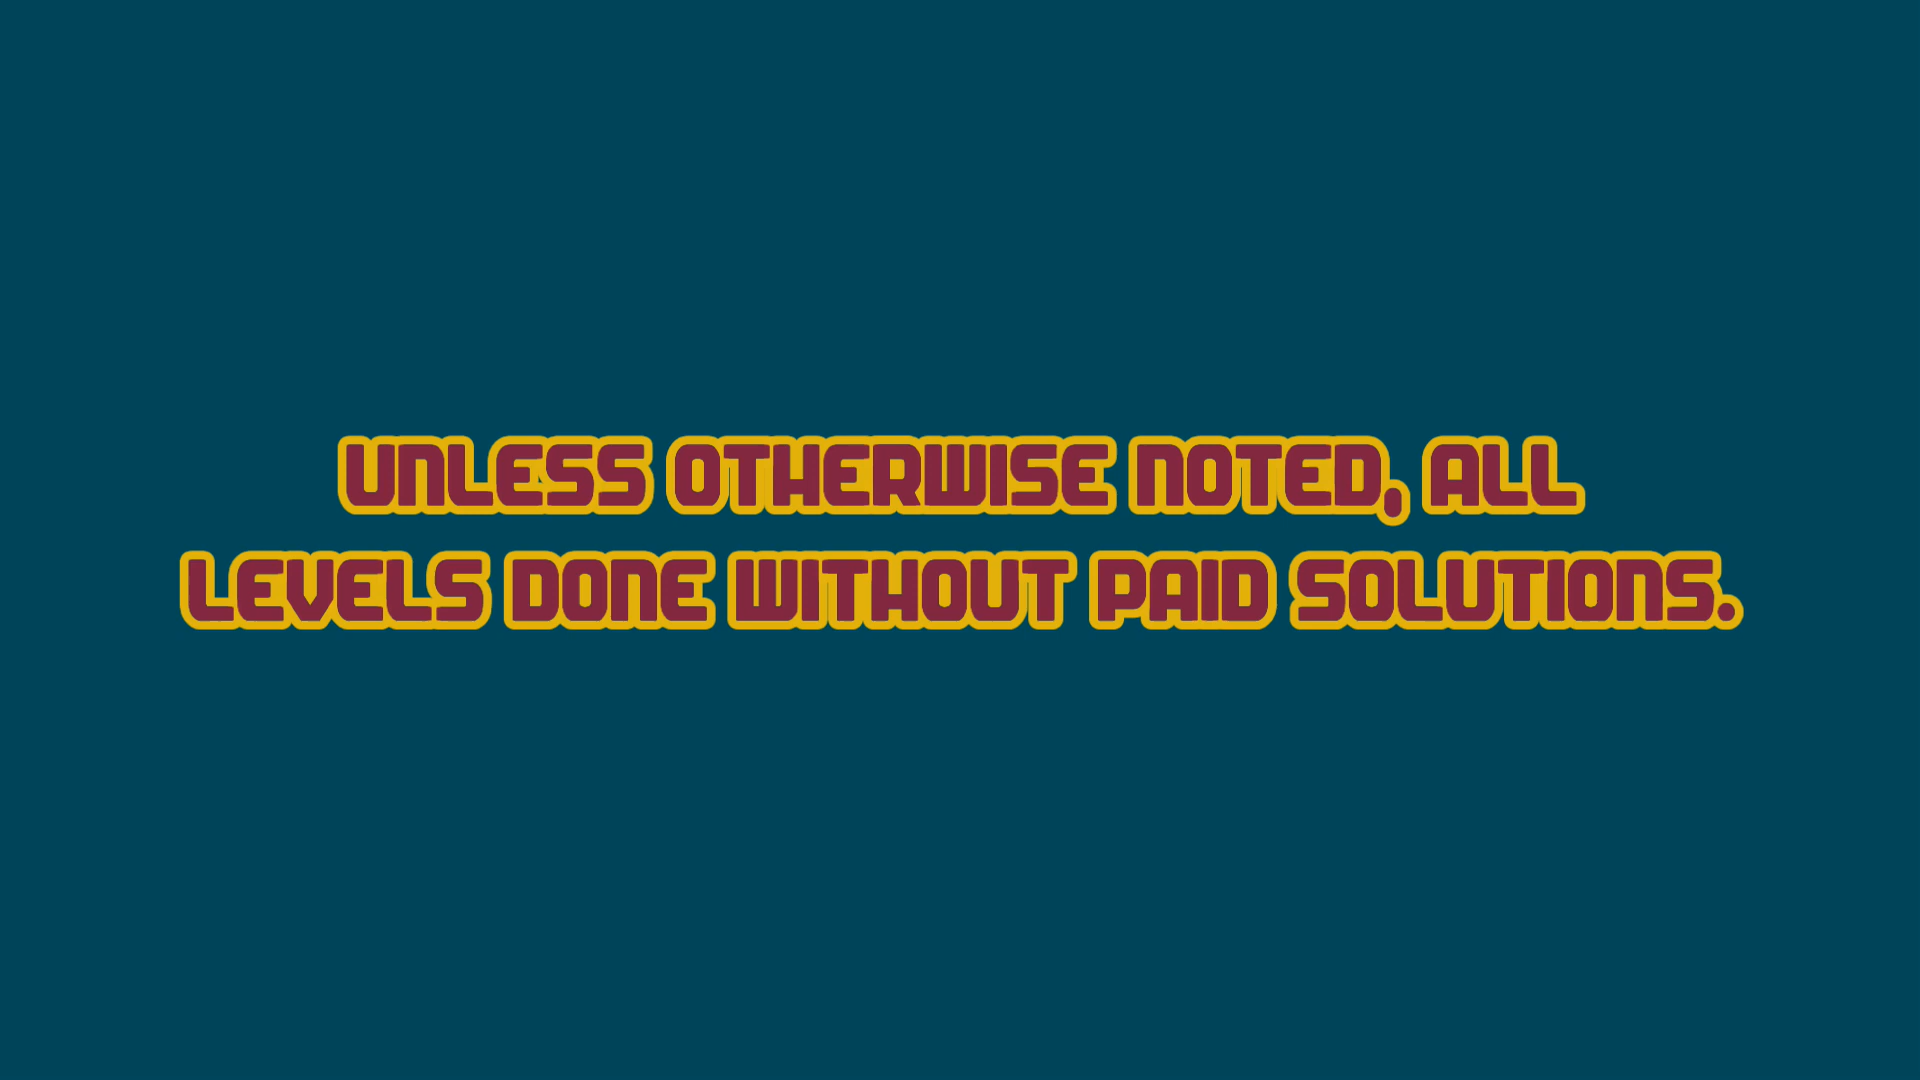 UNLESS OTHERWISE NOTED, ALL
LEVELS DONE WITHOUT PAID SOLUTIONS.